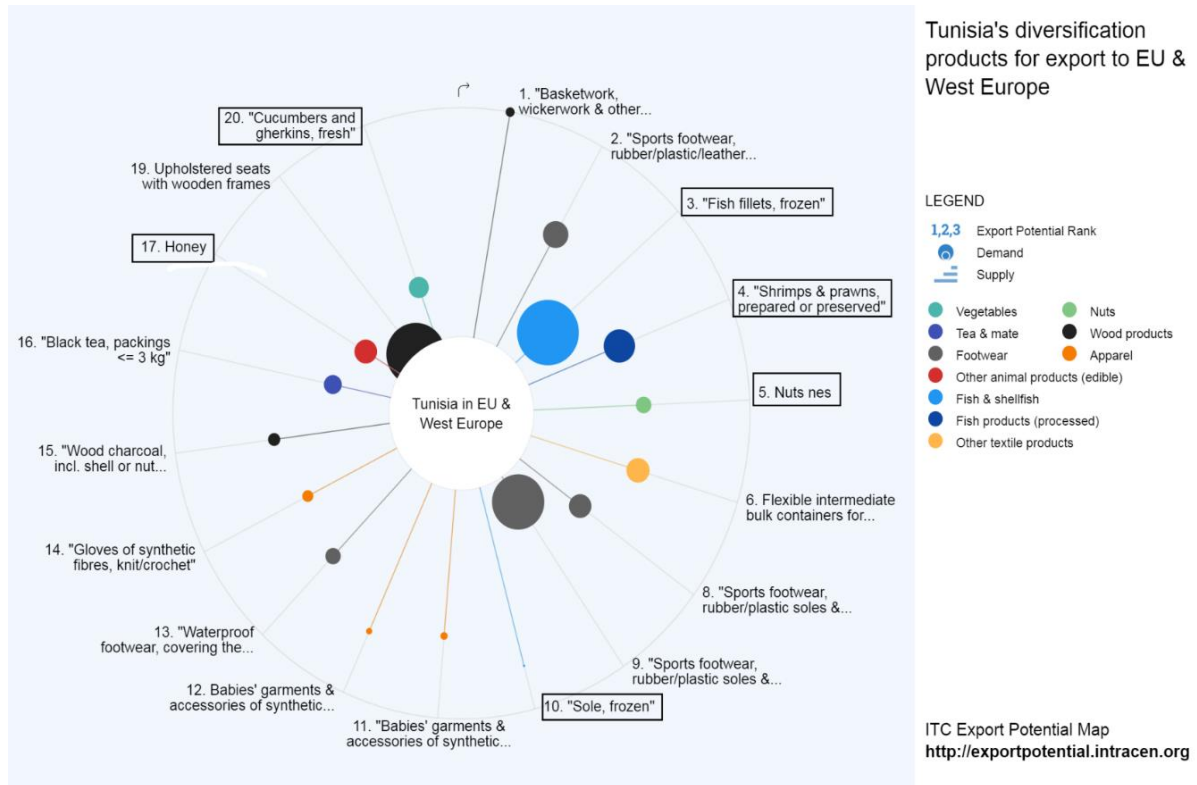 Tunisia's diversification
products for export to EU &
West Europe
1. "Basketwork,
wickerwork & other...
2. "Sports footwear,
rubber/plastic/leather...
3. "Fish fillets, frozen"
4. "Shrimps & prawns,
prepared or preserved"
5. Nuts nes
6. Flexible intermediate
bulk containers for...
8. "Sports footwear,
rubber/plastic soles &...
9. "Sports footwear,
rubber/plastic soles &...
10. "Sole, frozen"
11. "Babies' garments &
accessories of synthetic...
12. Babies' garments &
accessories of synthetic...
13. "Waterproof
footwear, covering the...
14. "Gloves of synthetic
fibres, knit/crochet"
15. "Wood charcoal,
incl. shell or nut...
16. "Black tea, packings
<= 3 kg"
17. Honey
19. Upholstered seats
with wooden frames
20. "Cucumbers and
gherkins, fresh"
Tunisia in EU &
West Europe
LEGEND
1,2,3 Export Potential Rank
Demand
Supply
Vegetables
Nuts
Tea & mate
Wood products
Footwear
Apparel
Other animal products (edible)
Fish & shellfish
Fish products (processed)
Other textile products
ITC Export Potential Map
http://exportpotential.intracen.org